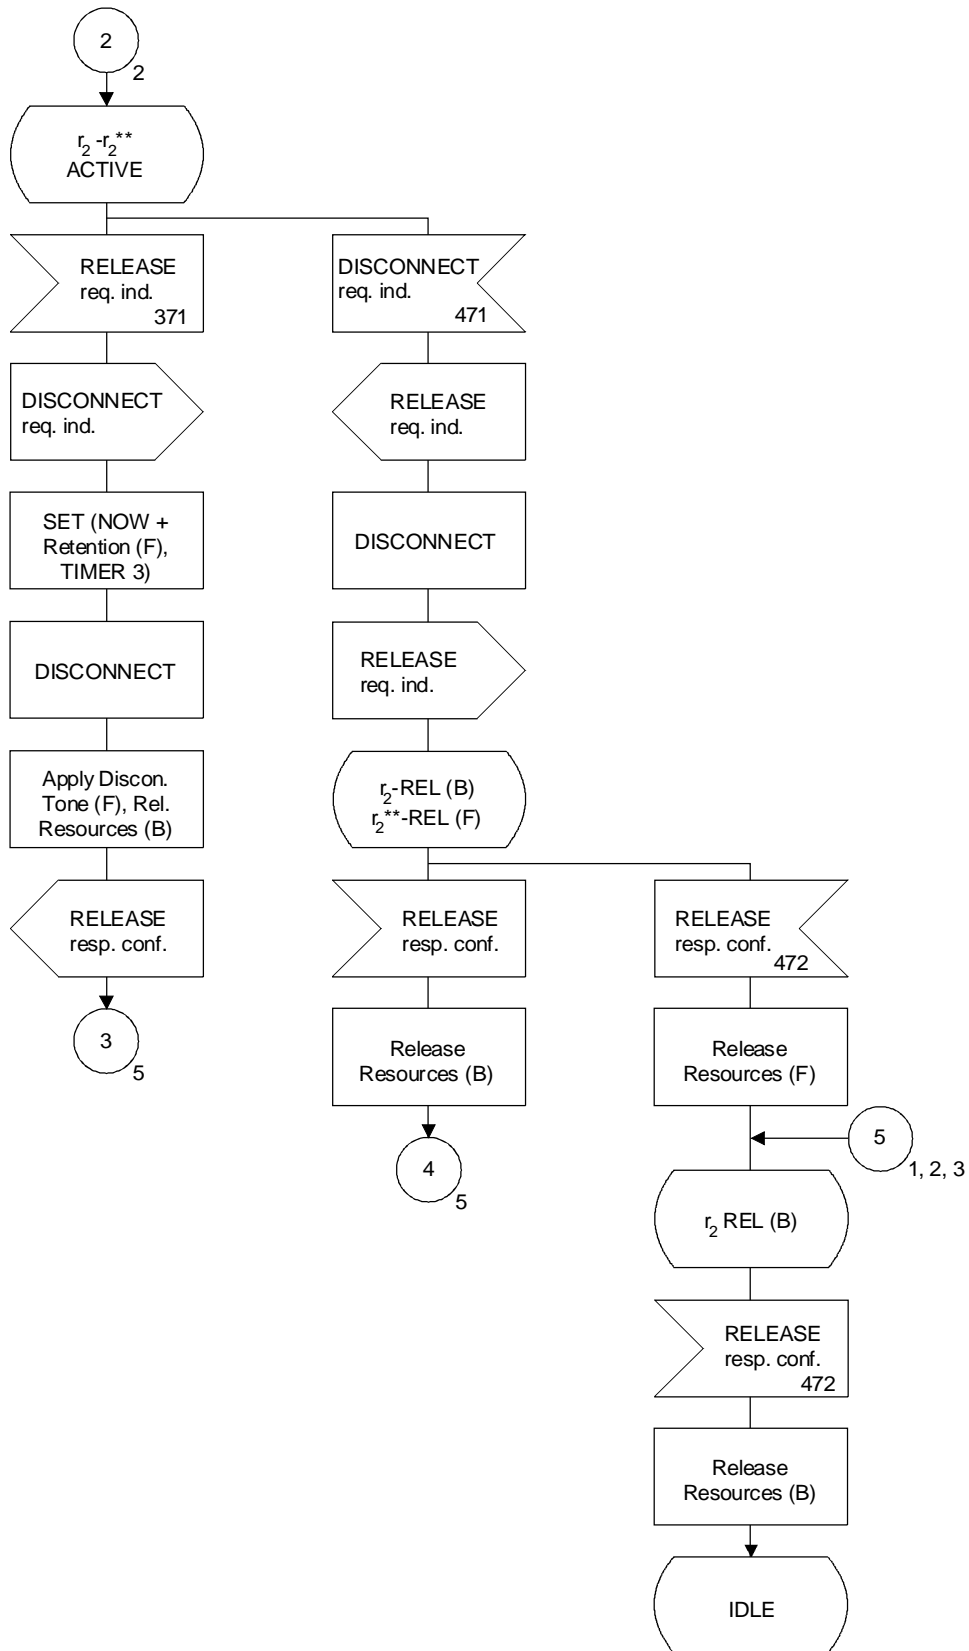 2
2
r2 -r2**
ACTIVE
RELEASE
req. ind.
371
DISCONNECT
req. ind.
SET (NOW +
Retention (F),
TIMER 3)
DISCONNECT
Apply Discon.
Tone (F), Rel.
Resources (B)
RELEASE
resp. conf.
3
5
DISCONNECT
req. ind.
471
RELEASE
req. ind.
DISCONNECT
RELEASE
req. ind.
r2-REL (B)
r2**-REL (F)
RELEASE
resp. conf.
Release
Resources (B)
4
5
RELEASE
resp. conf.
472
Release
Resources (F)
5
1, 2, 3
r2 REL (B)
RELEASE
resp. conf.
472
Release
Resources (B)
IDLE